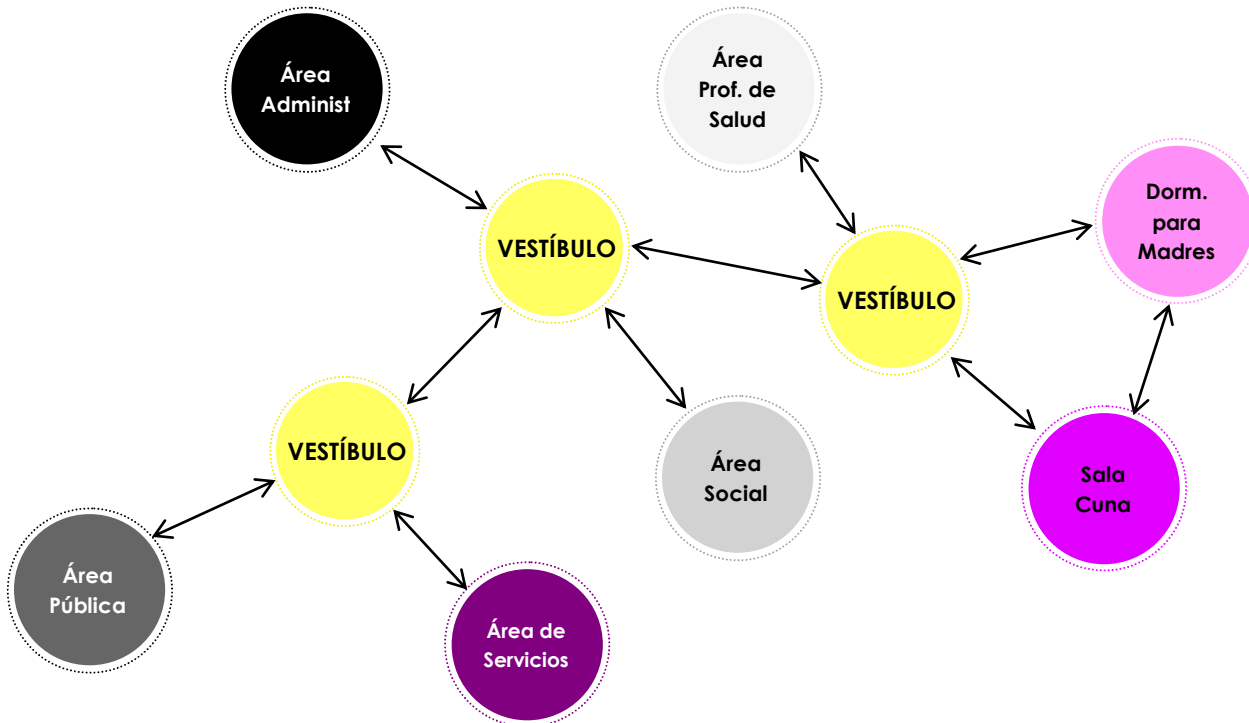 Área
Administ
Área
Prof. de
Salud
Dorm.
para
Madres
VESTÍBULO
VESTÍBULO
VESTÍBULO
Área
Social
Sala
Cuna
Área
Pública
Área de
Servicios